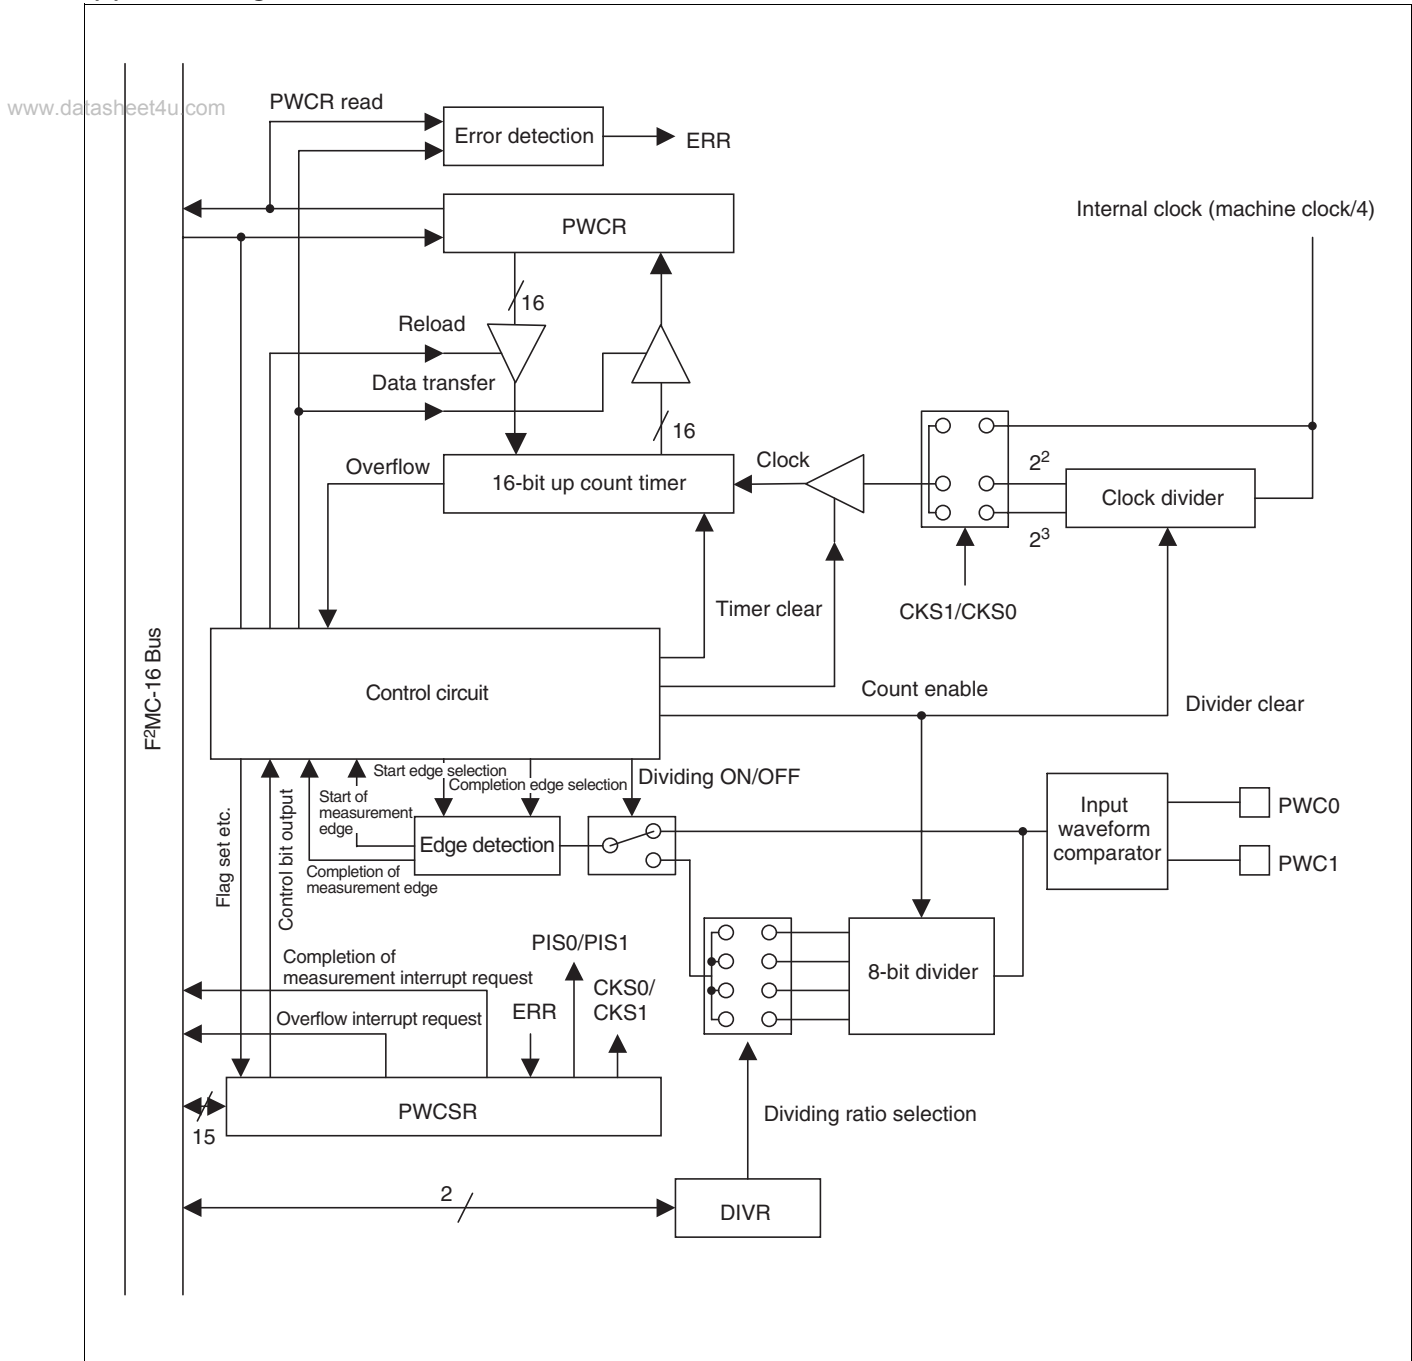 www.datasheet4u.com
PWCR read
Error detection
ERR
Internal clock (machine clock/4)
PWCR
16
Reload
Data transfer
16
Overflow
16-bit up count timer
Clock
2²
Clock divider
2³
CKS1/CKS0
Timer clear
F²MC-16 Bus
Control circuit
Count enable
Divider clear
Start edge selection
Completion edge selection
Dividing ON/OFF
Flag set etc.
Control bit output
Start of
measurement
edge
Edge detection
Completion of
measurement edge
Input
waveform
comparator
PWC0
PWC1
PIS0/PIS1
8-bit divider
Completion of
measurement interrupt request
CKS0/
CKS1
ERR
Overflow interrupt request
PWCSR
15
Dividing ratio selection
2
DIVR